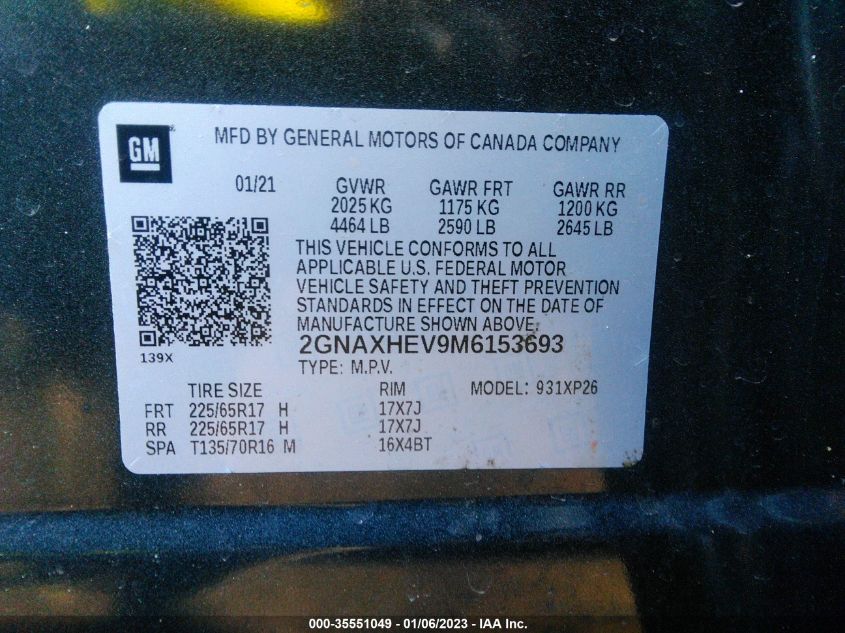 GM
MFD BY GENERAL MOTORS OF CANADA COMPANY
01/21 GVWR GAWR FRT GAWR RR
2025 KG 1175 KG 1200 KG
4464 LB 2590 LB 2645 LB
THIS VEHICLE CONFORMS TO ALL
APPLICABLE U.S. FEDERAL MOTOR
VEHICLE SAFETY AND THEFT PREVENTION
STANDARDS IN EFFECT ON THE DATE OF
MANUFACTURE SHOWN ABOVE.
139X
2GNAXHEV9M6153693
TYPE: M.P.V.
TIRE SIZE RIM MODEL: 931XP26
FRT 225/65R17 H 17X7J
RR 225/65R17 H 17X7J
SPA T135/70R16 M 16X4BT
000-35551049 - 01/06/2023 - IAA Inc.